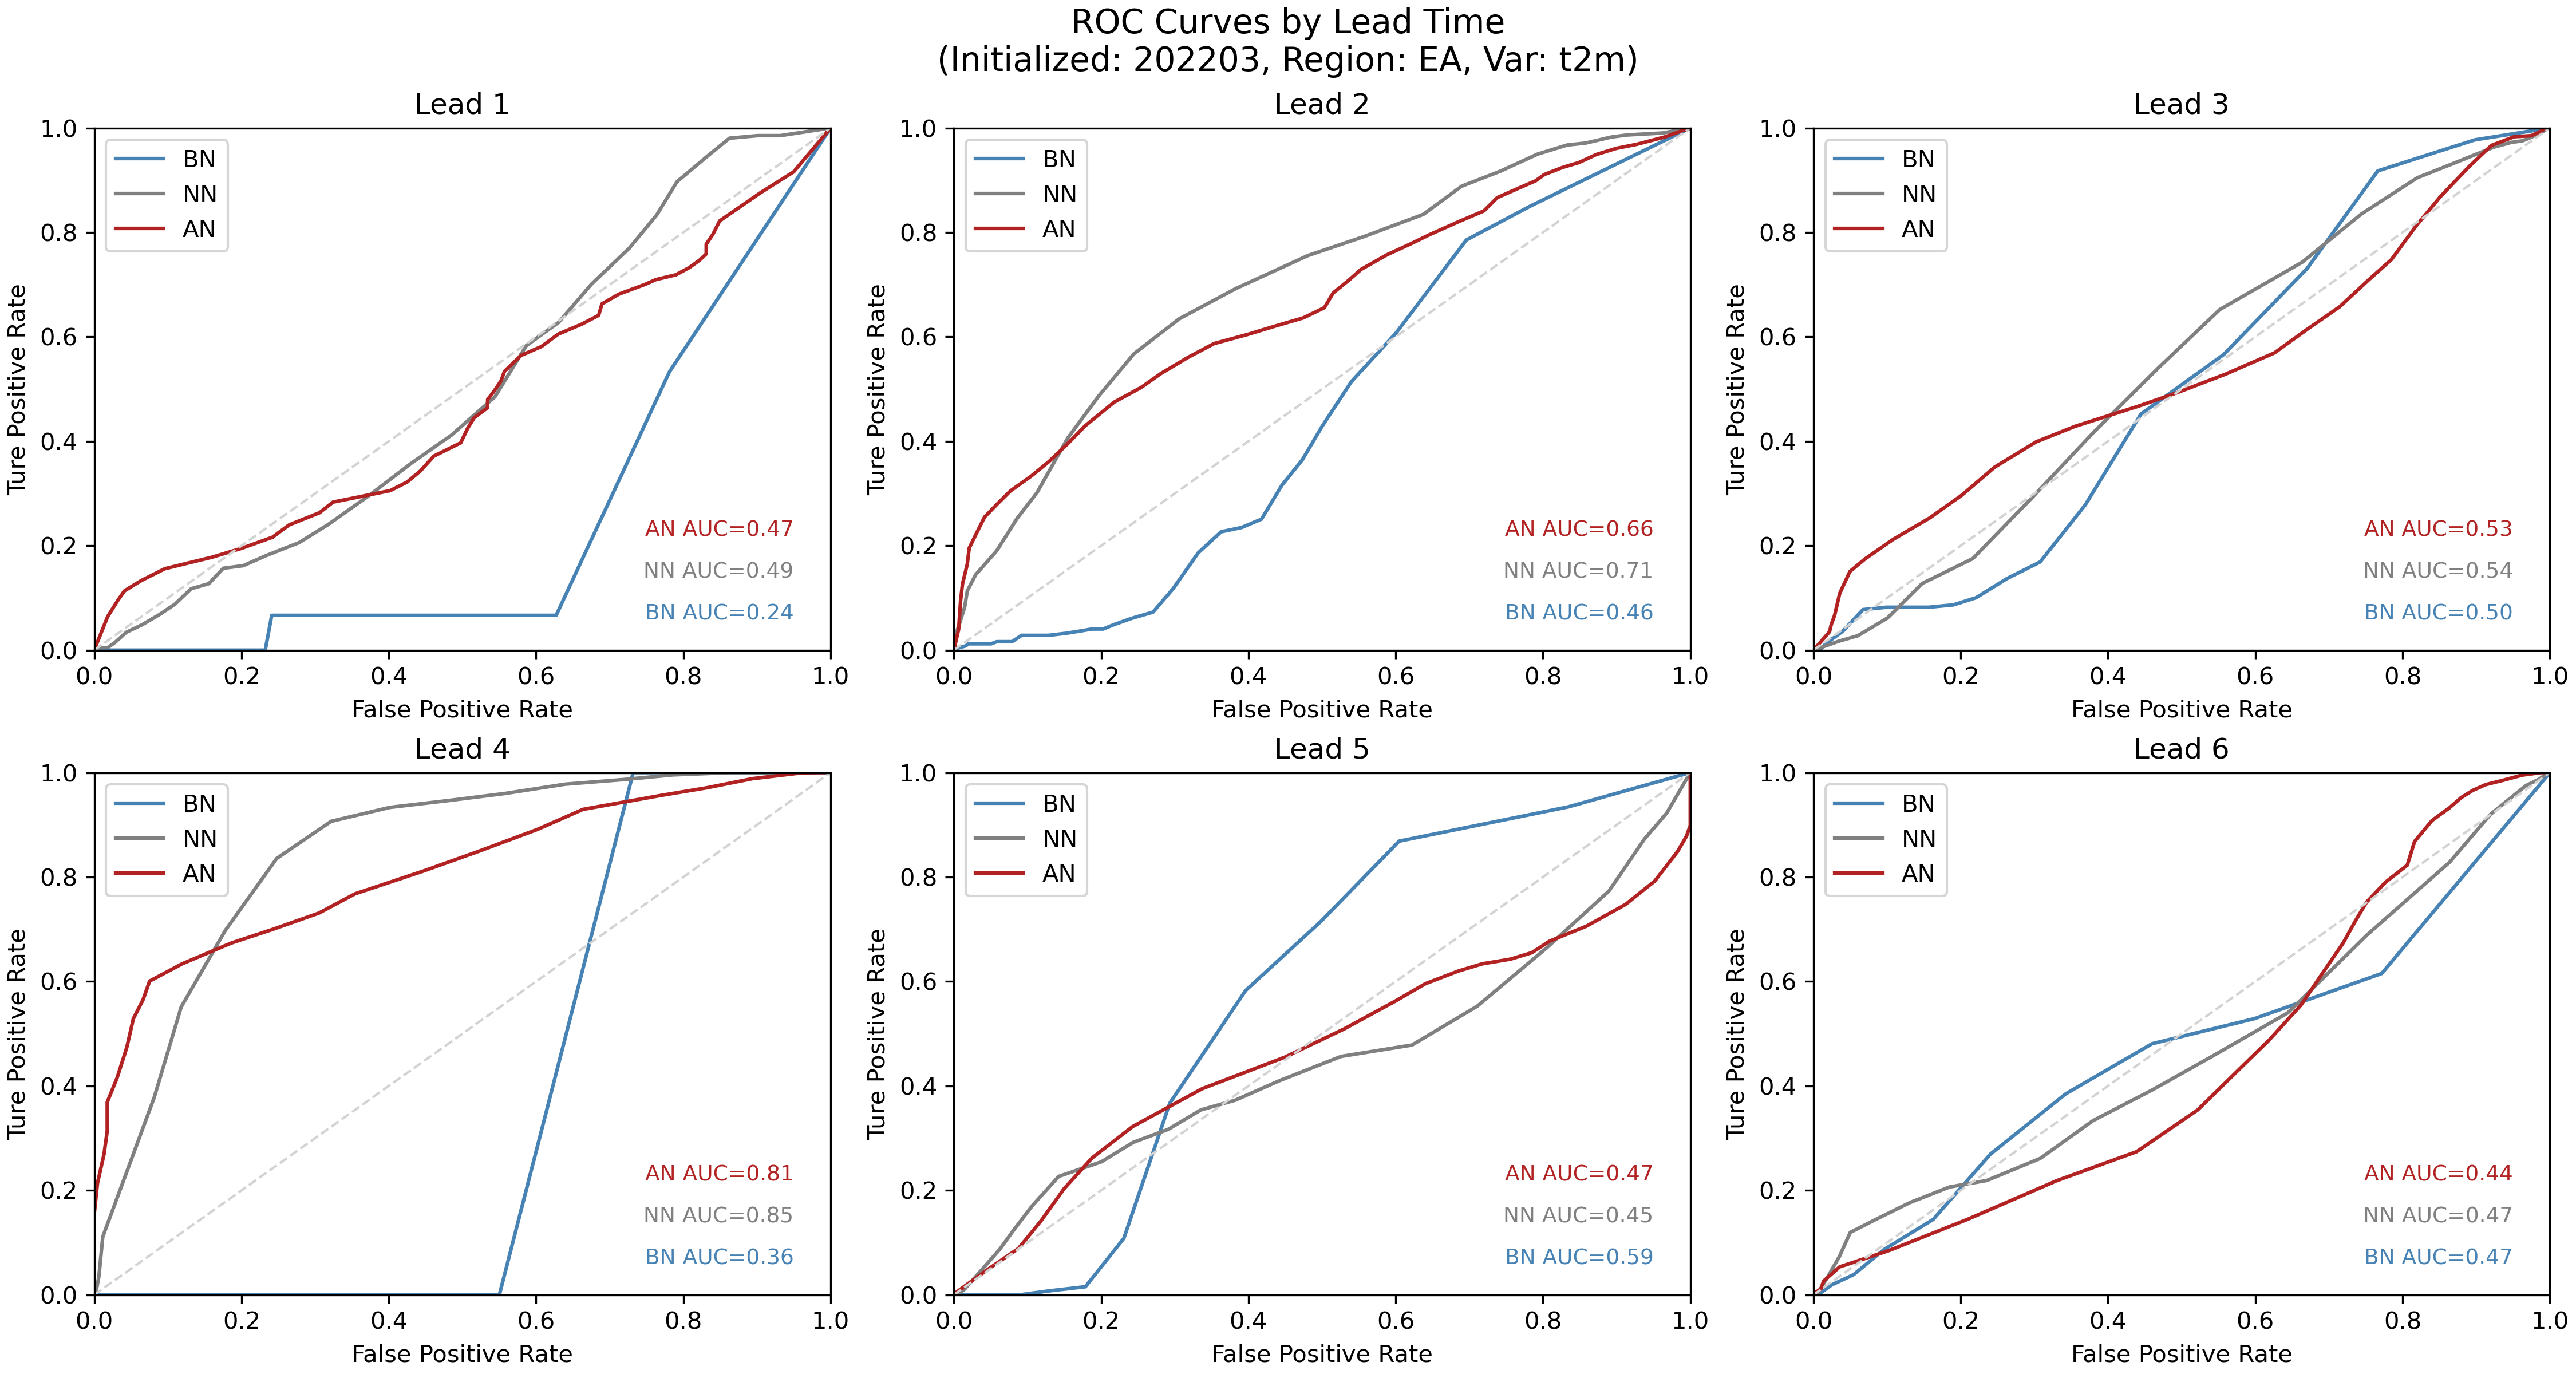 ROC Curves by Lead Time
(Initialized: 202203, Region: EA, Var: t2m)
Lead 1
1.0
0.8
0.6
0.4
0.2
0.0
Ture Positive Rate
BN
NN
AN
AN AUC=0.47
NN AUC=0.49
BN AUC=0.24
0.0 0.2 0.4 0.6 0.8 1.0
False Positive Rate
Lead 2
1.0
0.8
0.6
0.4
0.2
0.0
Ture Positive Rate
BN
NN
AN
AN AUC=0.66
NN AUC=0.71
BN AUC=0.46
0.0 0.2 0.4 0.6 0.8 1.0
False Positive Rate
Lead 3
1.0
0.8
0.6
0.4
0.2
0.0
Ture Positive Rate
BN
NN
AN
AN AUC=0.53
NN AUC=0.54
BN AUC=0.50
0.0 0.2 0.4 0.6 0.8 1.0
False Positive Rate
Lead 4
1.0
0.8
0.6
0.4
0.2
0.0
Ture Positive Rate
BN
NN
AN
AN AUC=0.81
NN AUC=0.85
BN AUC=0.36
0.0 0.2 0.4 0.6 0.8 1.0
False Positive Rate
Lead 5
1.0
0.8
0.6
0.4
0.2
0.0
Ture Positive Rate
BN
NN
AN
AN AUC=0.47
NN AUC=0.45
BN AUC=0.59
0.0 0.2 0.4 0.6 0.8 1.0
False Positive Rate
Lead 6
1.0
0.8
0.6
0.4
0.2
0.0
Ture Positive Rate
BN
NN
AN
AN AUC=0.44
NN AUC=0.47
BN AUC=0.47
0.0 0.2 0.4 0.6 0.8 1.0
False Positive Rate